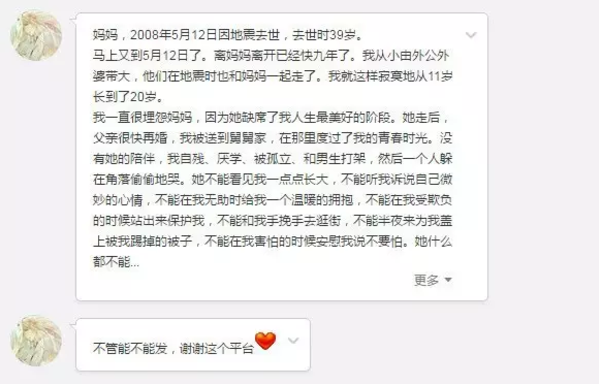 妈妈，2008年5月12日因地震去世，去世时39岁。
马上又到5月12日了。离妈妈离开已经快九年了。我从小由外公外
婆带大，他们在地震时也和妈妈一起走了。我就这样寂寞地从11岁
长到了20岁。
我一直很埋怨妈妈，因为她缺席了我人生最美好的阶段。她走后，
父亲很快再婚，我被送到舅舅家，在那里度过了我的青春时光。没
有她的陪伴，我自残、厌学、被孤立、和男生打架，然后一个人躲
在角落偷偷地哭。她不能看见我一点点长大，不能听我诉说自己微
妙的心情，不能在我无助时给我一个温暖的拥抱，不能在我受欺负
的时候站出来保护我，不能和我手挽手去逛街，不能半夜来为我盖
上被我踢掉的被子，不能在我害怕的时候安慰我说不要怕。她什么
都不能...
更多
不管能不能发，谢谢这个平台